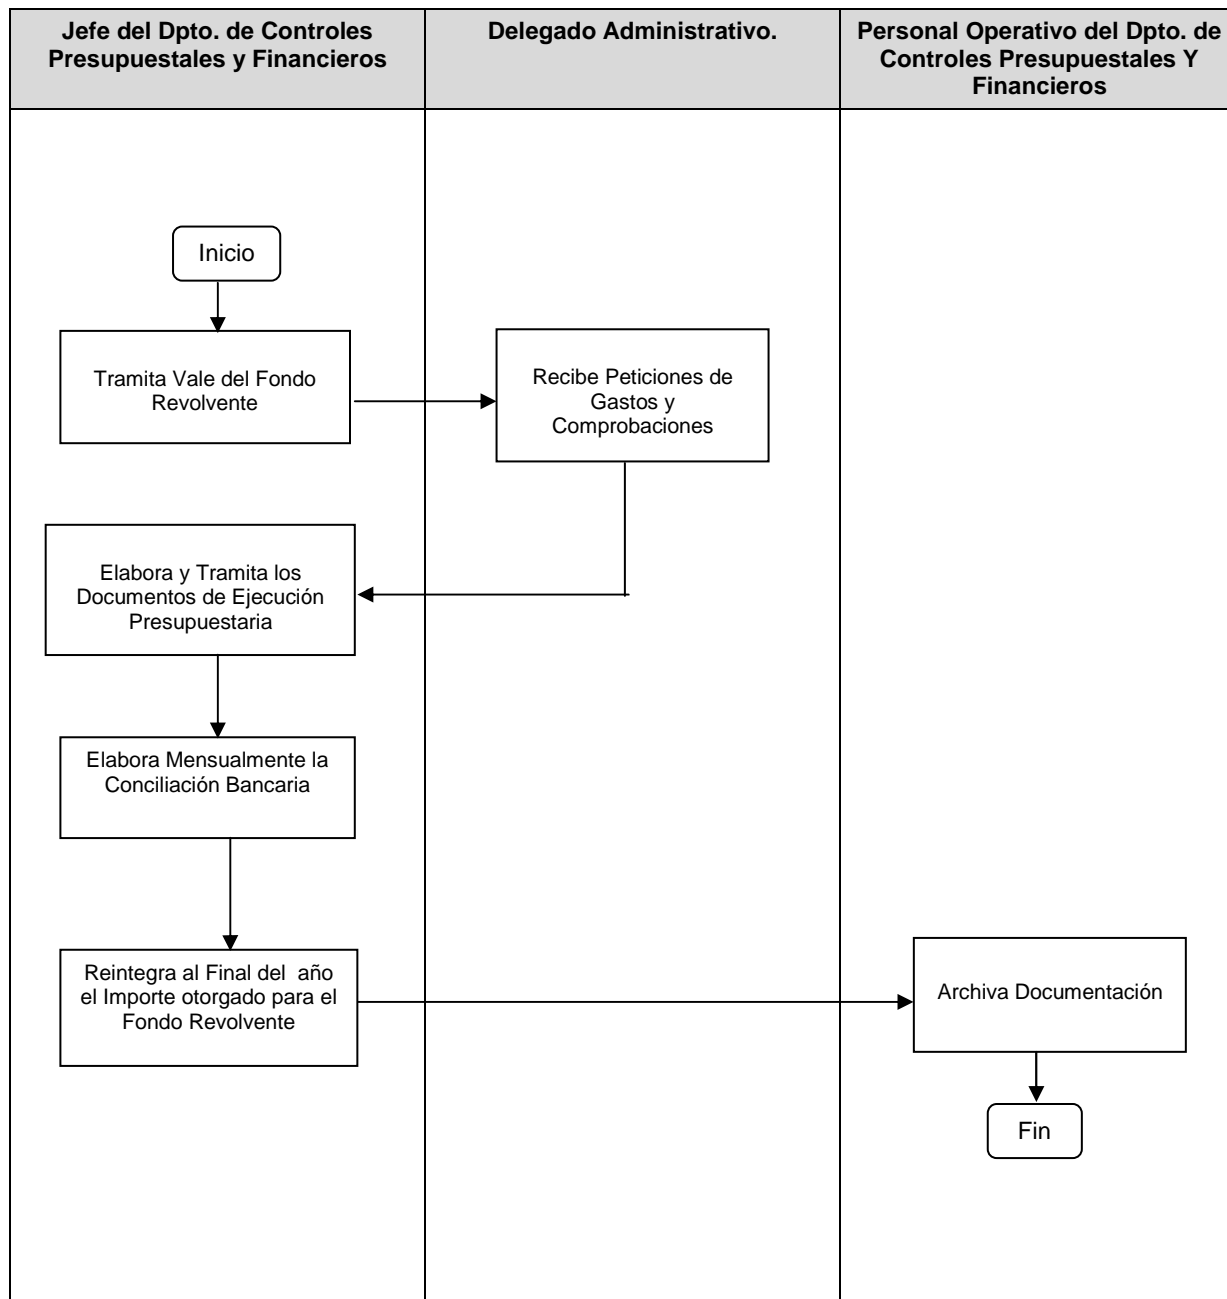 Jefe del Dpto. de Controles
Presupuestales y Financieros
Delegado Administrativo.
Personal Operativo del Dpto. de
Controles Presupuestales Y
Financieros
Inicio
Tramita Vale del Fondo
Revolvente
Recibe Peticiones de
Gastos y
Comprobaciones
Elabora y Tramita los
Documentos de Ejecución
Presupuestaria
Elabora Mensualmente la
Conciliación Bancaria
Reintegra al Final del año
el Importe otorgado para el
Fondo Revolvente
Archiva Documentación
Fin